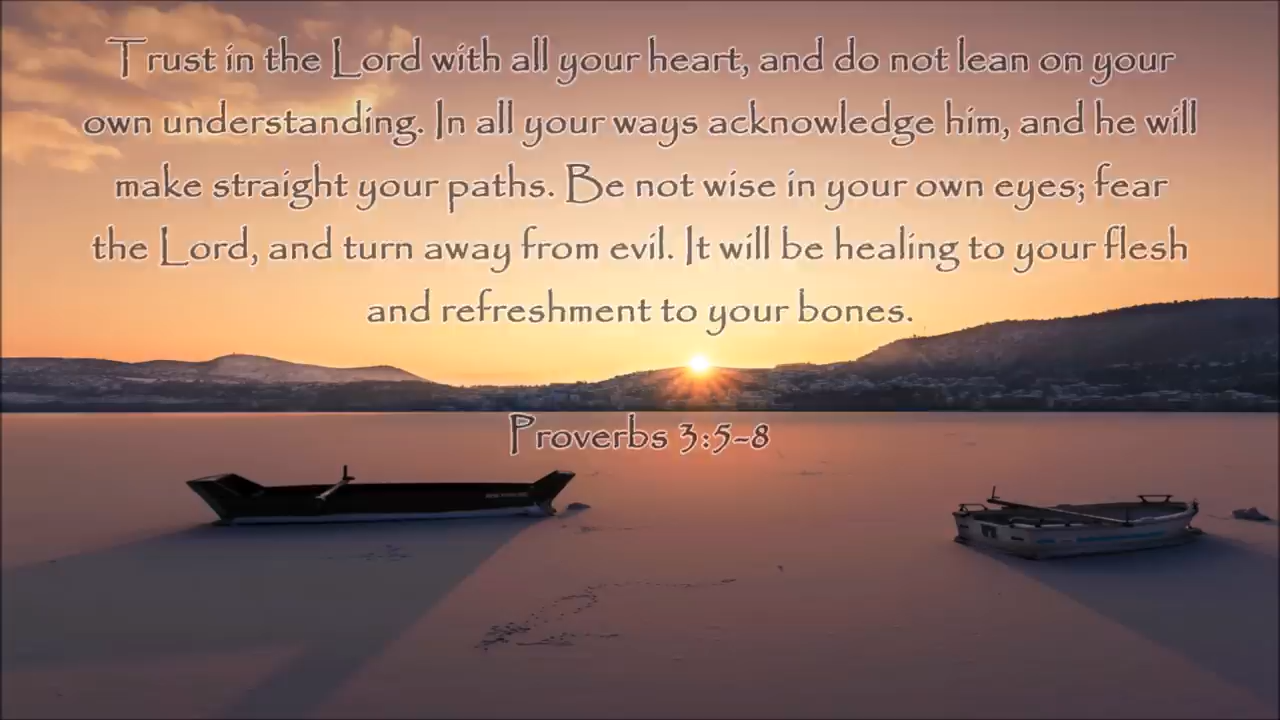 Trust in the Lord with all your heart, and do not lean on your
own understanding. In all your ways acknowledge him, and he will
make straight your paths. Be not wise in your own eyes; fear
the Lord, and turn away from evil. It will be healing to your flesh
and refreshment to your bones.
Proverbs 3:5-8